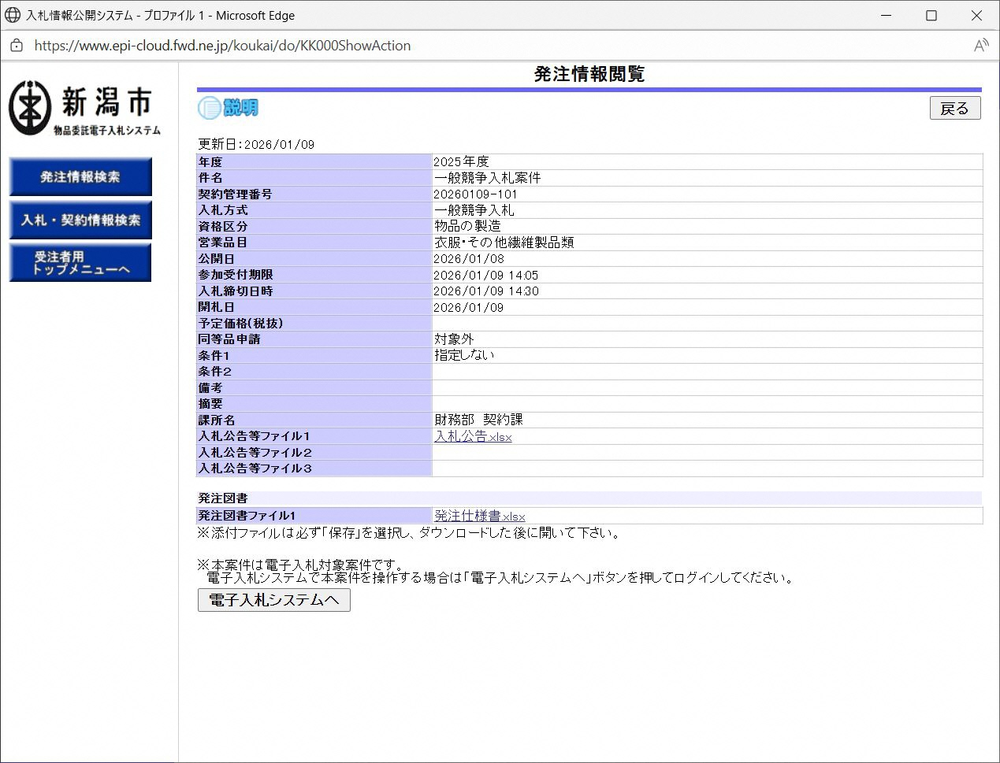 入札情報公開システム - プロファイル 1 - Microsoft Edge
https://www.epi-cloud.fwd.ne.jp/koukai/do/KK000ShowAction
新潟市
物品委託電子入札システム
発注情報検索
入札・契約情報検索
受注者用
トップメニューへ
発注情報閲覧
説明
戻る
更新日：2026/01/09
年度 2025年度
件名 一般競争入札案件
契約管理番号 20260109-101
入札方式 一般競争入札
資格区分 物品の製造
営業品目 衣服・その他繊維製品類
公開日 2026/01/08
参加受付期限 2026/01/09 14:05
入札締切日時 2026/01/09 14:30
開札日 2026/01/09
予定価格(税抜)
同等品申請 対象外
条件1 指定しない
条件2
備考
摘要
課所名 財務部　契約課
入札公告等ファイル1 入札公告.xlsx
入札公告等ファイル2
入札公告等ファイル3
発注図書
発注図書ファイル1 発注仕様書.xlsx
※添付ファイルは必ず「保存」を選択し、ダウンロードした後に開いて下さい。
※本案件は電子入札対象案件です。
電子入札システムで本案件を操作する場合は「電子入札システムへ」ボタンを押してログインしてください。
電子入札システムへ